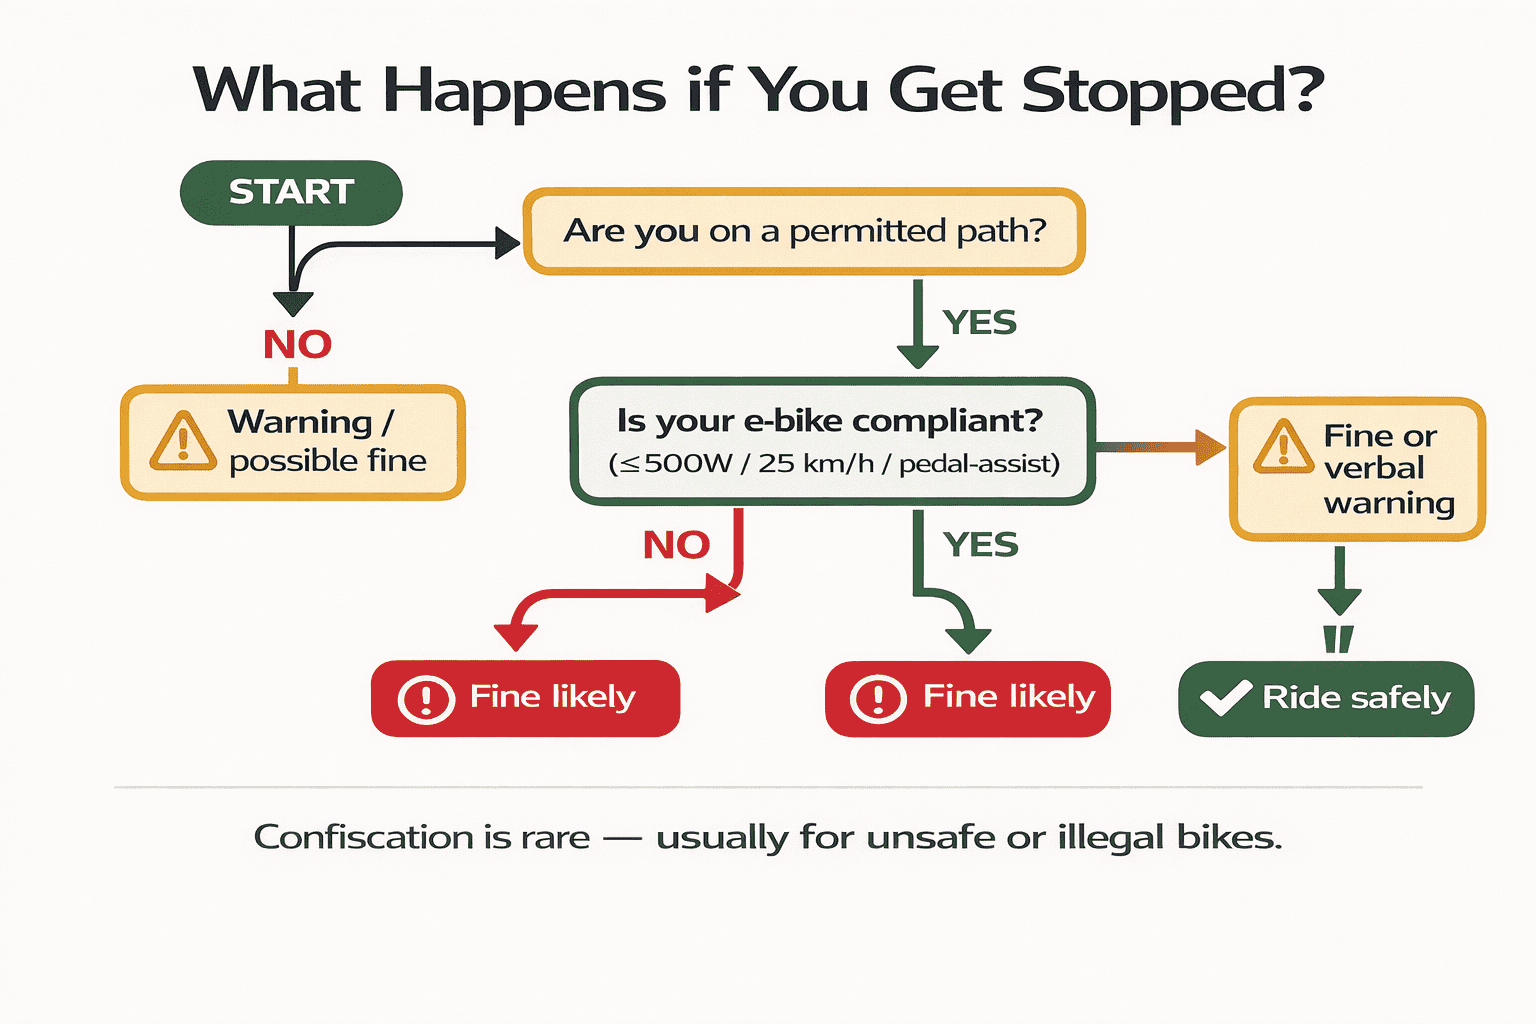 What Happens if You Get Stopped?
START
Are you on a permitted path?
NO
YES
Warning /
possible fine
Is your e-bike compliant?
(≤500W / 25 km/h / pedal-assist)
Fine or
verbal
warning
NO
YES
Fine likely
Fine likely
Ride safely
Confiscation is rare — usually for unsafe or illegal bikes.